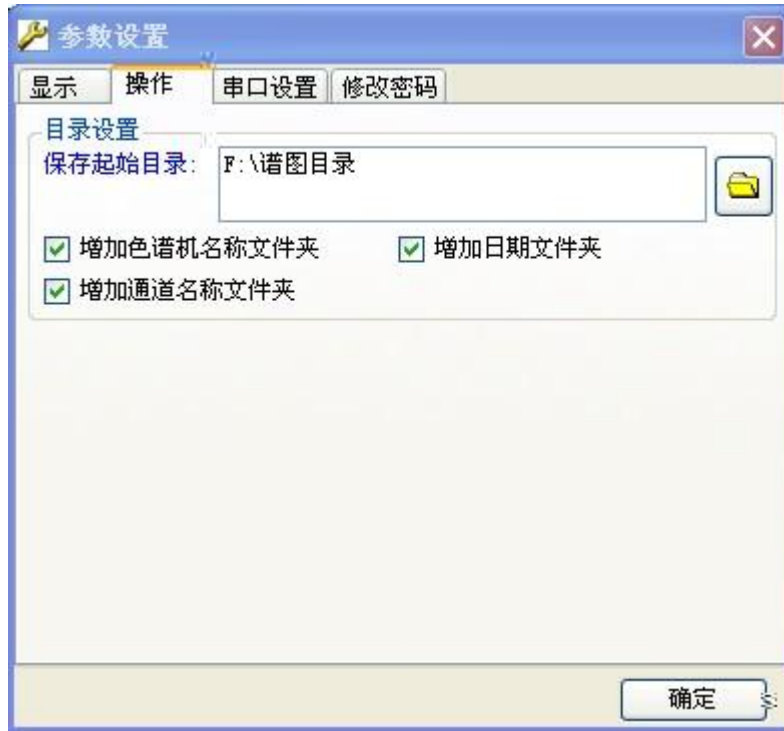 参数设置
显示 操作 串口设置 修改密码
目录设置
保存起始目录: F:\谱图目录
增加色谱机名称文件夹 增加日期文件夹
增加通道名称文件夹
确定